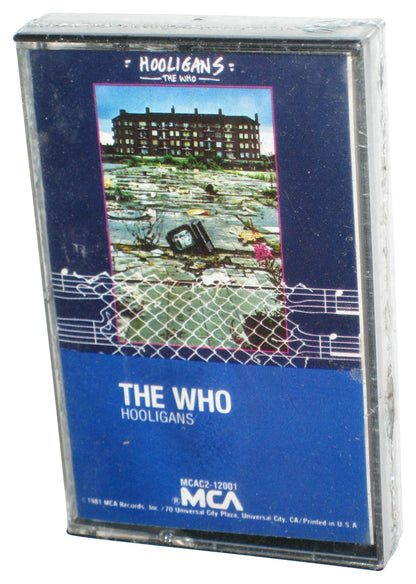 - HOOLIGANS -
- THE WHO -
THE WHO
HOOLIGANS
MCAC2-12001
®MCA
©1981 MCA Records, Inc. / 70 Universal City Plaza, Universal City, CA/Printed in U.S.A.